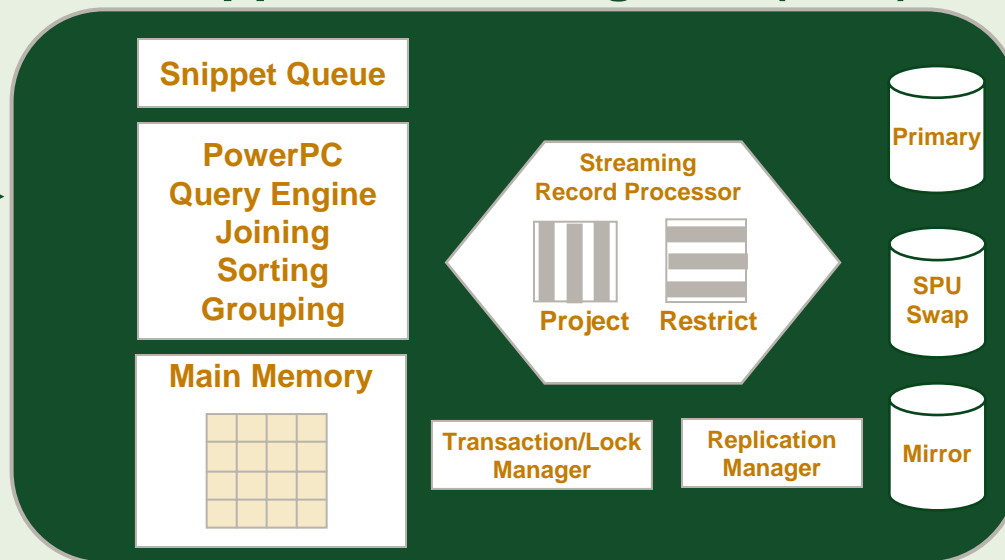 Snippet Queue
PowerPC
Query Engine
Joining
Sorting
Grouping
Main Memory
Streaming
Record Processor
Project
Restrict
Transaction/Lock
Manager
Replication
Manager
Primary
SPU
Swap
Mirror